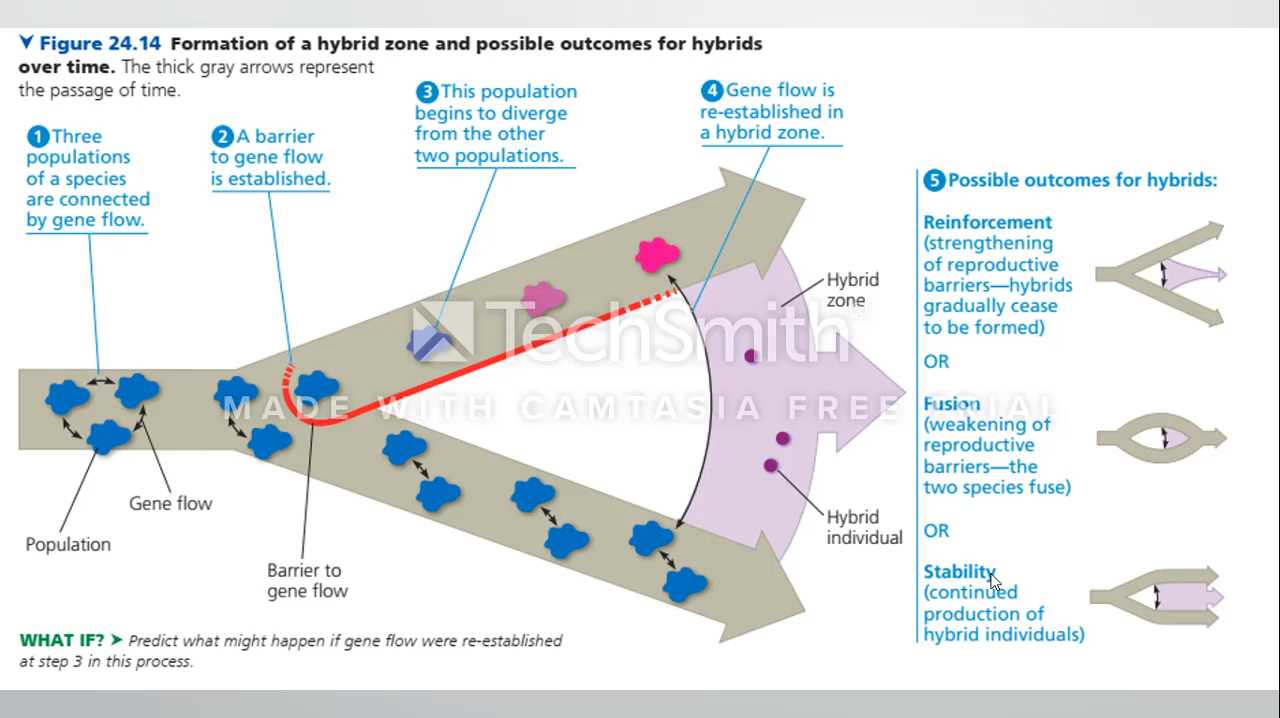 Figure 24.14 Formation of a hybrid zone and possible outcomes for hybrids
over time. The thick gray arrows represent
the passage of time.
1 Three
populations
of a species
are connected
by gene flow.
2 A barrier
to gene flow
is established.
3 This population
begins to diverge
from the other
two populations.
4 Gene flow is
re-established in
a hybrid zone.
Gene flow
Population
Barrier to
gene flow
Hybrid
zone
Hybrid
individual
5 Possible outcomes for hybrids:
Reinforcement
(strengthening
of reproductive
barriers—hybrids
gradually cease
to be formed)
OR
Fusion
(weakening of
reproductive
barriers—the
two species fuse)
OR
Stability
(continued
production of
hybrid individuals)
TechSmith
MADE WITH CAMTASIA FREE TRIAL
WHAT IF? ➤ Predict what might happen if gene flow were re-established
at step 3 in this process.